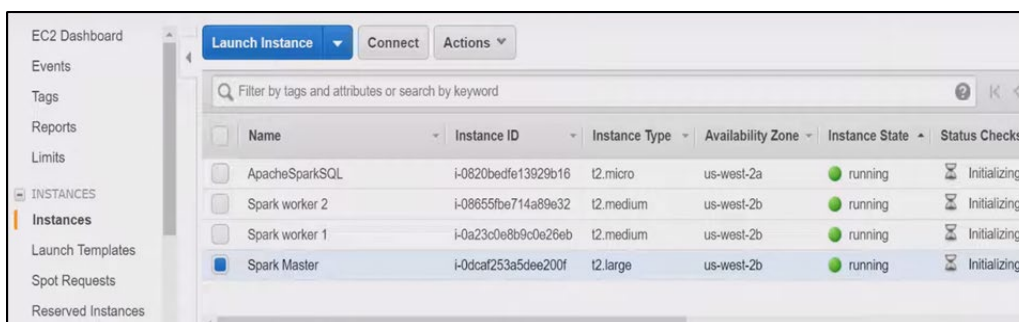 EC2 Dashboard
Events
Tags
Reports
Limits
INSTANCES
Instances
Launch Templates
Spot Requests
Reserved Instances
Launch Instance Connect Actions
Filter by tags and attributes or search by keyword
Name Instance ID Instance Type Availability Zone Instance State Status Checks
ApacheSparkSQL i-0820bedfe13929b16 t2.micro us-west-2a running Initializing
Spark worker 2 i-08655fbe714a89e32 t2.medium us-west-2b running Initializing
Spark worker 1 i-0a23c0e8b9c0e26eb t2.medium us-west-2b running Initializing
Spark Master i-0dcaf253a5dee200f t2.large us-west-2b running Initializing